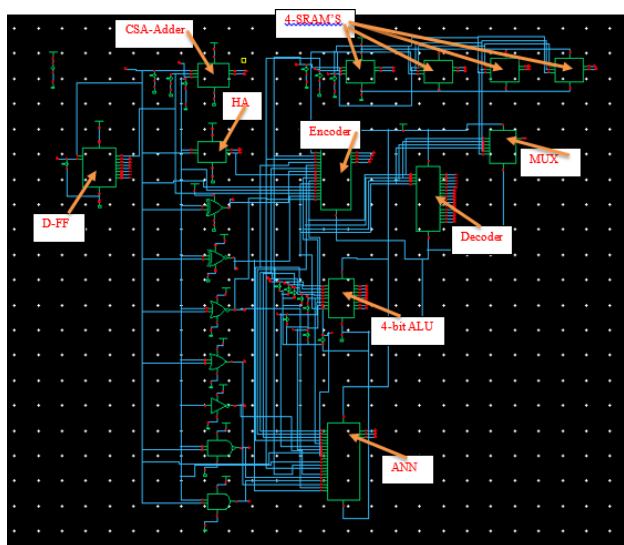 CSA-Adder
4-SRAM'S
HA
Encoder
MUX
D-FF
Decoder
4-bit ALU
ANN